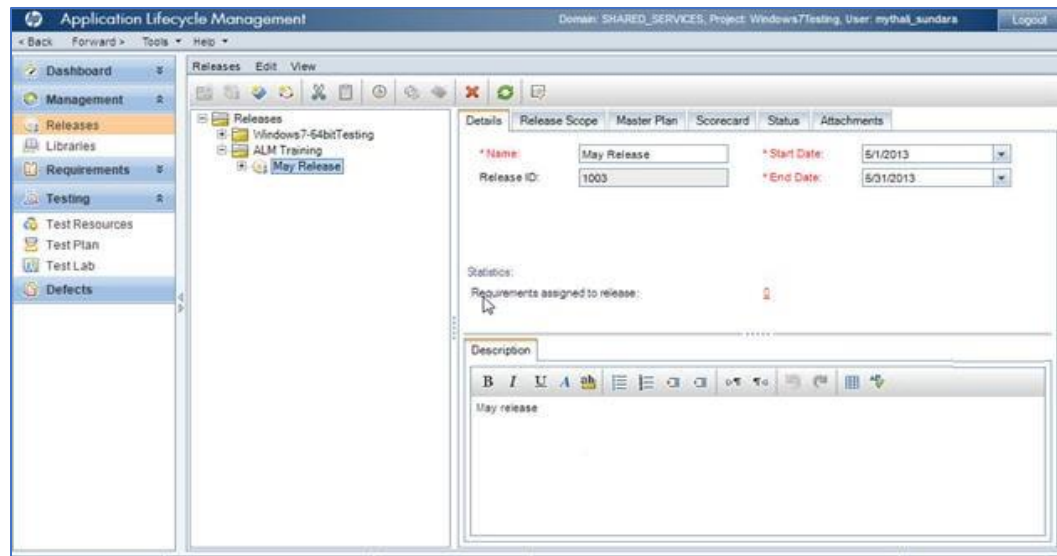 hp Application Lifecycle Management
Domain: SHARED_SERVICES, Project: Windows7Testing, User: mythali_sundara
Logout
< Back Forward > Tools Help
Dashboard
Management
Releases
Libraries
Requirements
Testing
Test Resources
Test Plan
Test Lab
Defects
Releases Edit View
Releases
Windows7-64bitTesting
ALM Training
May Release
Details Release Scope Master Plan Scorecard Status Attachments
*Name: May Release *Start Date: 5/1/2013
Release ID: 1003 *End Date: 5/31/2013
Statistics:
Requirements assigned to release: 0
Description
B I U A ab
May release